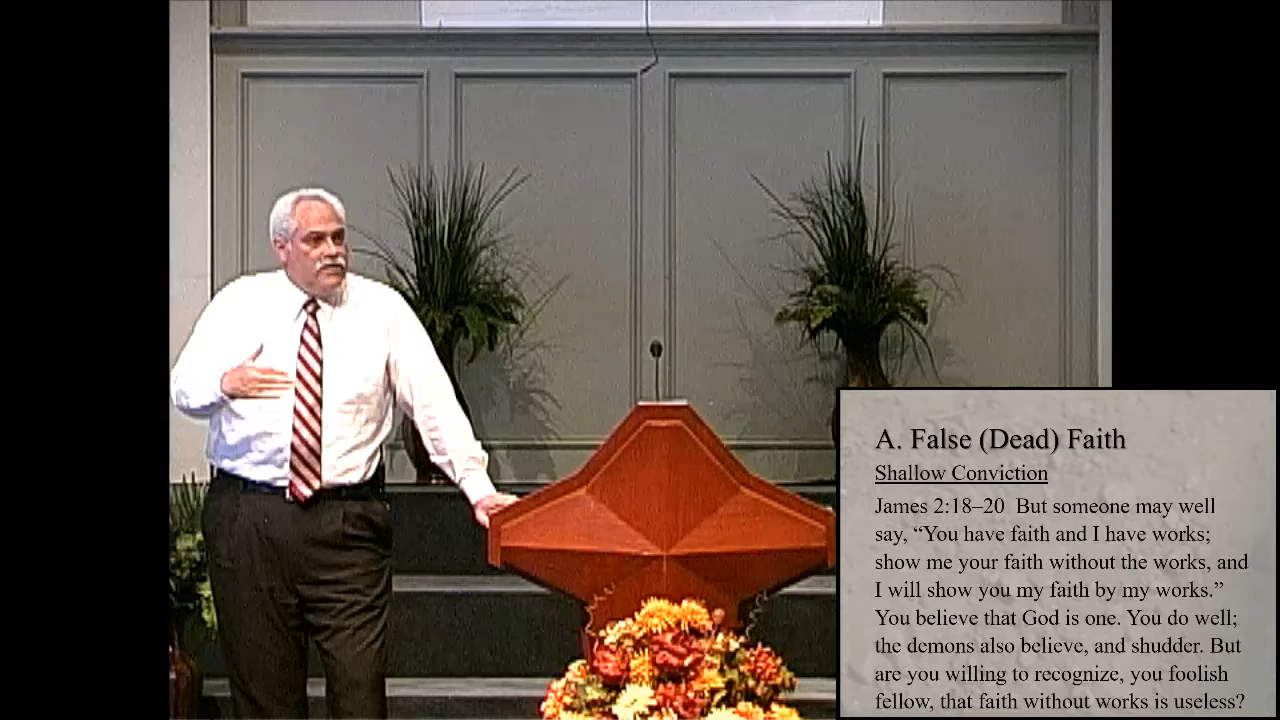 A. False (Dead) Faith
Shallow Conviction
James 2:18–20  But someone may well
say, “You have faith and I have works;
show me your faith without the works, and
I will show you my faith by my works.”
You believe that God is one. You do well;
the demons also believe, and shudder. But
are you willing to recognize, you foolish
fellow, that faith without works is useless?